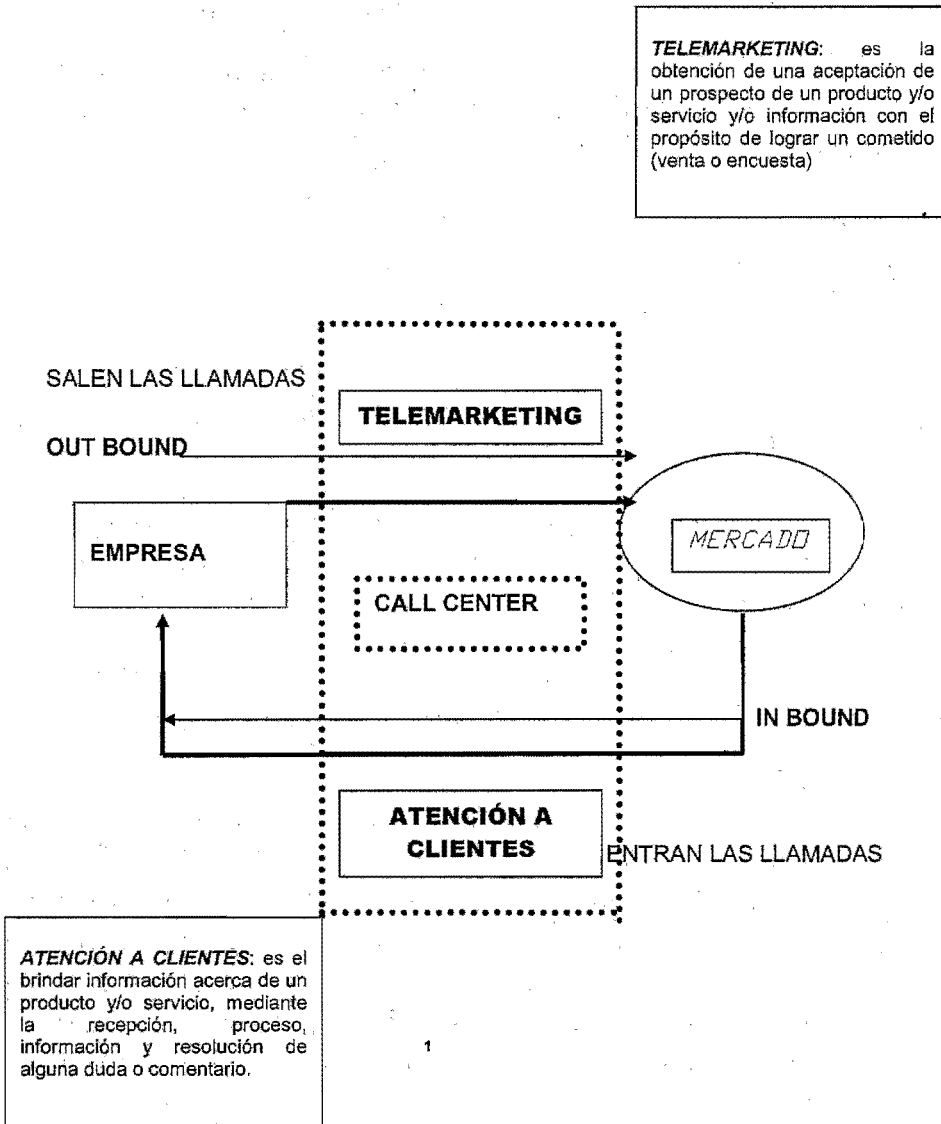 TELEMARKETING: es la
obtención de una aceptación de
un prospecto de un producto y/o
servicio y/o información con el
propósito de lograr un cometido
(venta o encuesta)
SALEN LAS LLAMADAS
TELEMARKETING
OUT BOUND
EMPRESA
MERCADO
CALL CENTER
IN BOUND
ATENCIÓN A
CLIENTES
ENTRAN LAS LLAMADAS
ATENCIÓN A CLIENTES: es el
brindar información acerca de un
producto y/o servicio, mediante
la recepción, proceso,
información y resolución de
alguna duda o comentario.
1